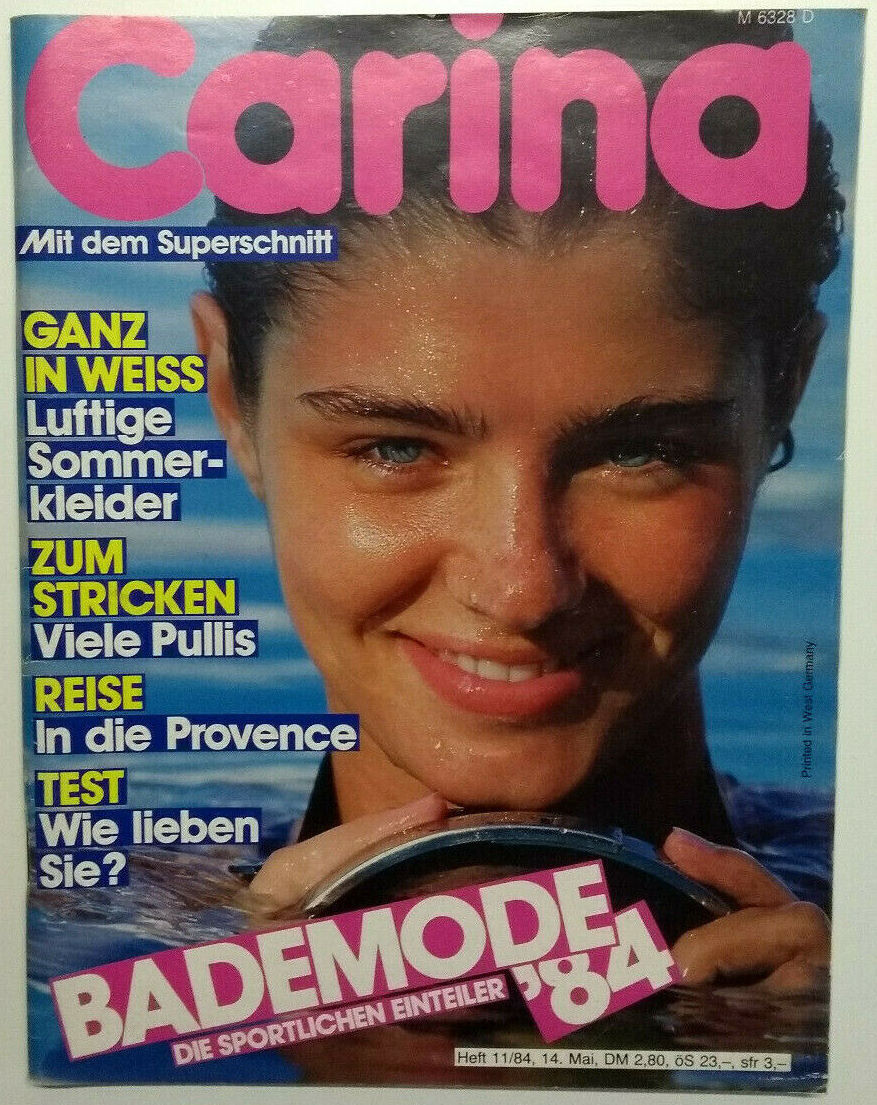 M 6328 D
Carina
Mit dem Superschnitt
GANZ
IN WEISS
Luftige
Sommer-
kleider
ZUM
STRICKEN
Viele Pullis
REISE
In die Provence
TEST
Wie lieben
Sie?
Printed in West Germany
BADEMODE
'84
DIE SPORTLICHEN EINTEILER
Heft 11/84, 14. Mai, DM 2,80, öS 23,–, sfr 3,–